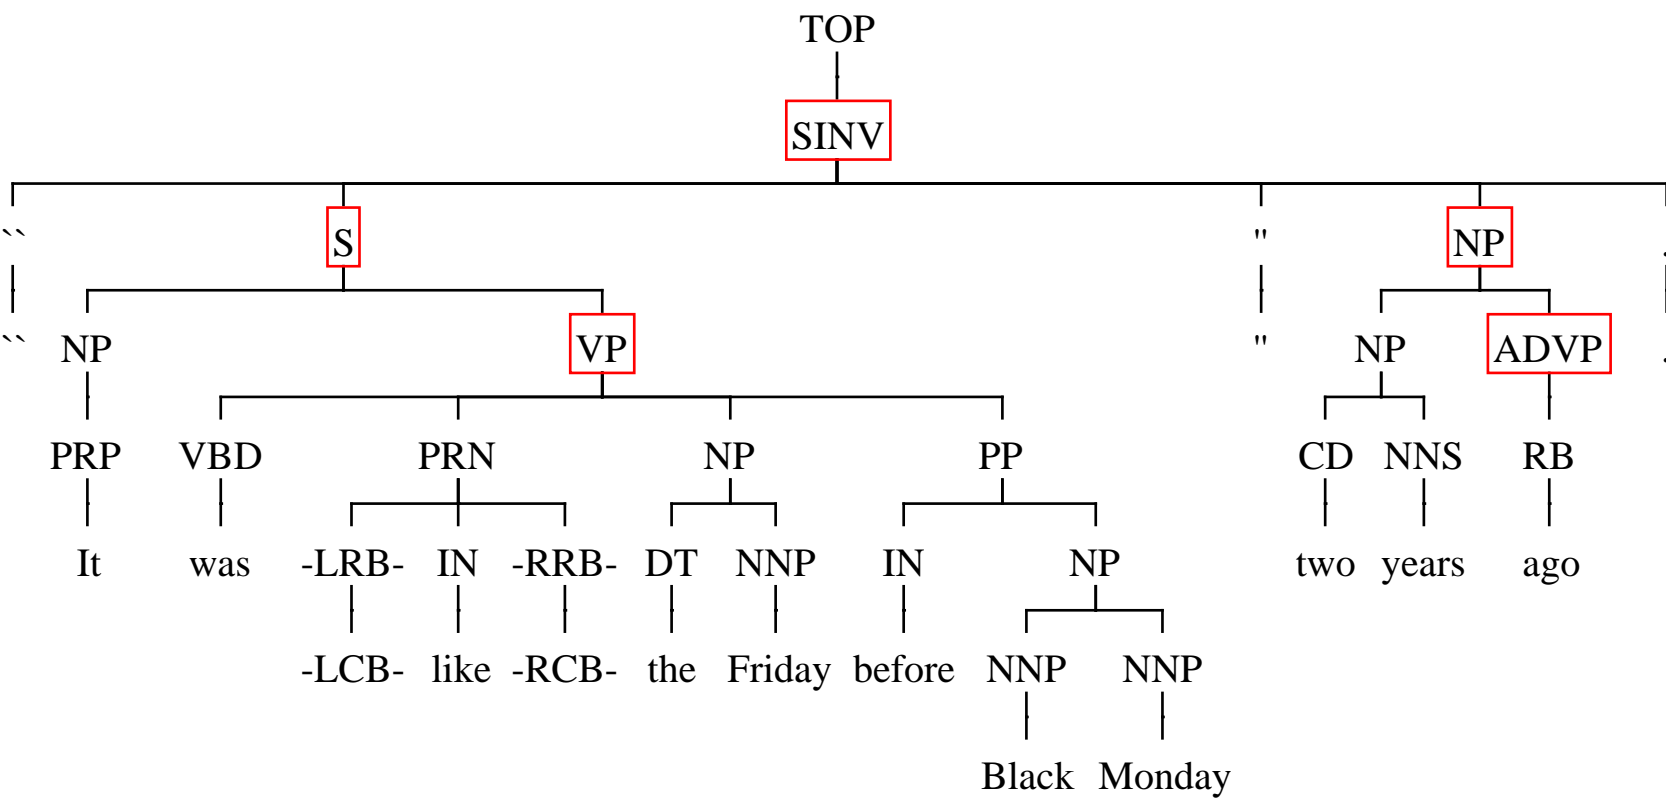 TOP
SINV
`` S '' NP .
`` NP VP '' NP ADVP .
PRP VBD PRN NP PP CD NNS RB
It was -LRB- IN -RRB- DT NNP IN NP two years ago
-LCB- like -RCB- the Friday before NNP NNP
Black Monday